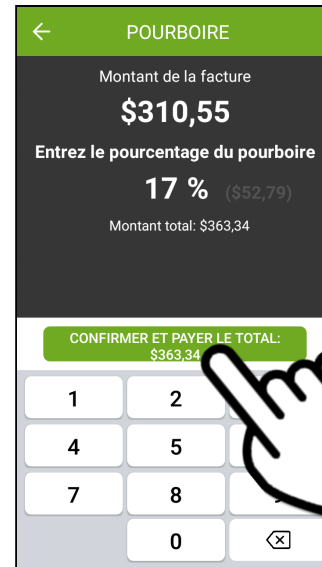 POURBOIRE
Montant de la facture
$310,55
Entrez le pourcentage du pourboire
17 % ($52,79)
Montant total: $363,34
CONFIRMER ET PAYER LE TOTAL:
$363,34
1 2
4 5
7 8
0